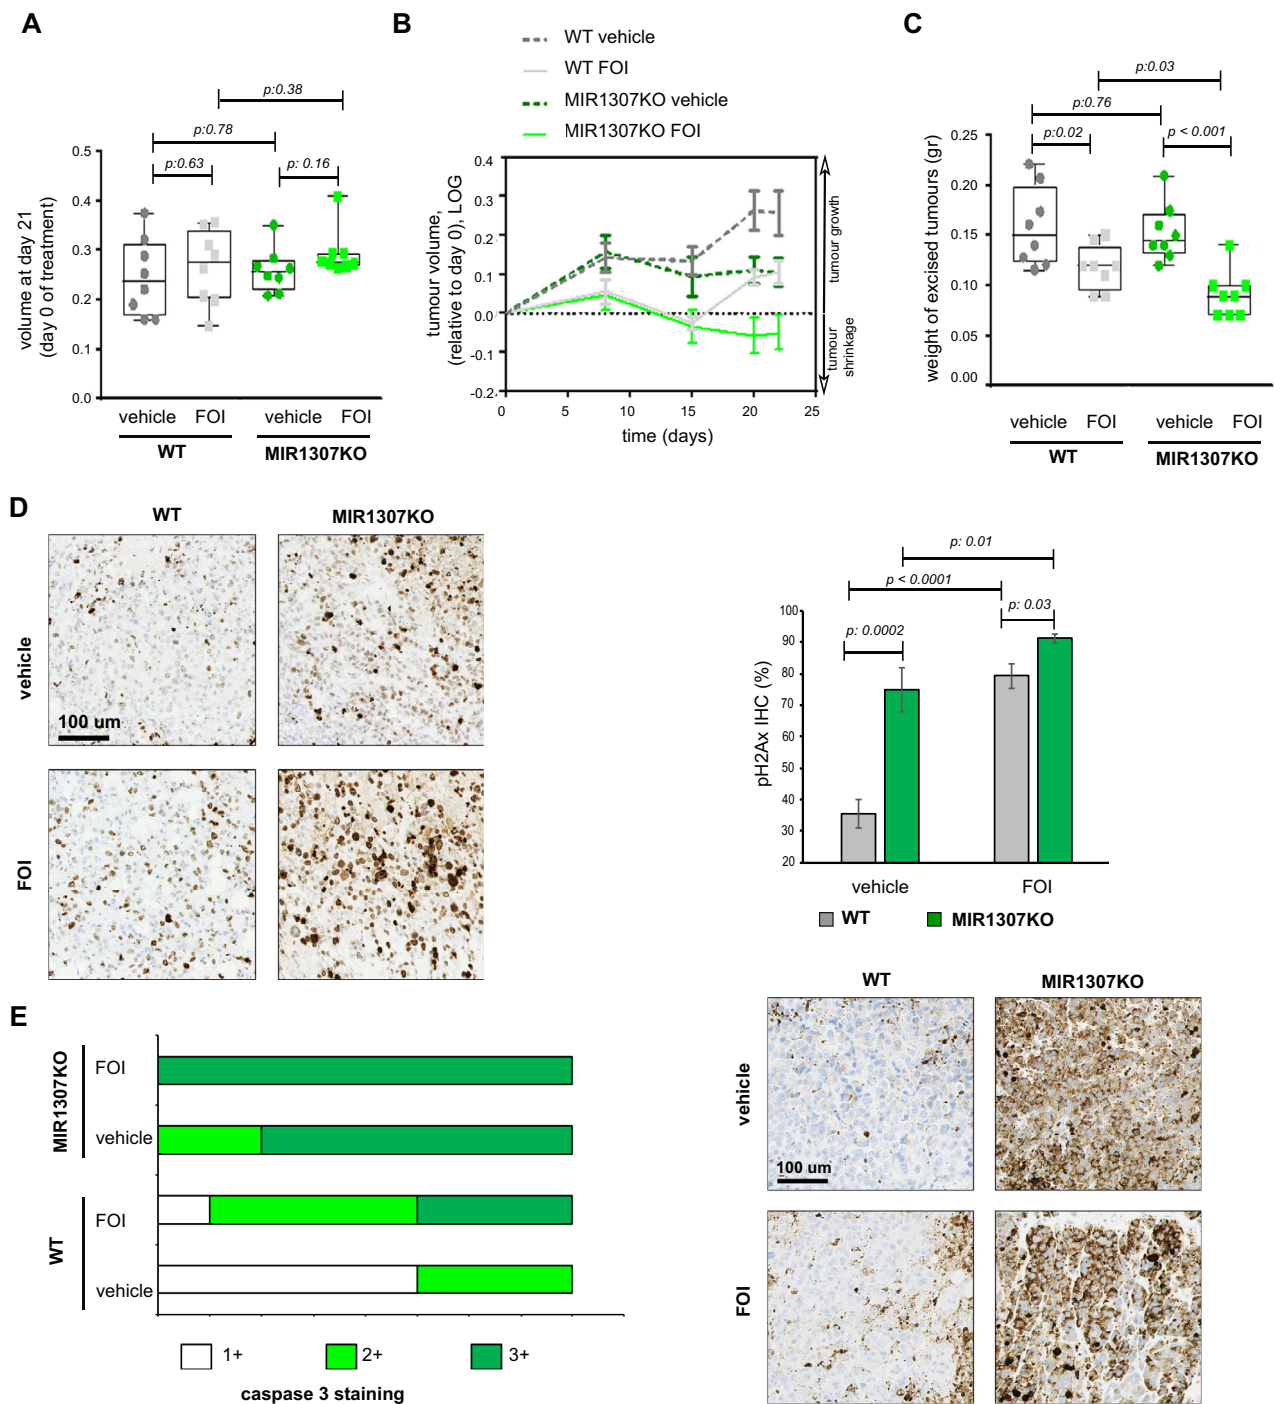 A
p:0.38
p:0.78
p:0.63
p: 0.16
volume at day 21
(day 0 of treatment)
0.5
0.4
0.3
0.2
0.1
0.0
vehicle FOI vehicle FOI
WT MIR1307KO
B
WT vehicle
WT FOI
MIR1307KO vehicle
MIR1307KO FOI
tumour volume,
(relative to day 0), LOG
0.4
0.3
0.2
0.1
0.0
-0.1
-0.2
0 5 10 15 20 25
time (days)
tumour growth
tumour
shrinkage
C
p:0.03
p:0.76
p:0.02
p < 0.001
weight of excised tumours (gr)
0.25
0.20
0.15
0.10
0.05
0.00
vehicle FOI vehicle FOI
WT MIR1307KO
D
WT MIR1307KO
vehicle
100 um
FOI
p: 0.01
p < 0.0001
p: 0.03
p: 0.0002
pH2Ax IHC (%)
100
90
80
70
60
50
40
30
20
vehicle FOI
WT MIR1307KO
E
MIR1307KO
FOI
vehicle
WT
FOI
vehicle
1+ 2+ 3+
caspase 3 staining
WT MIR1307KO
vehicle
100 um
FOI